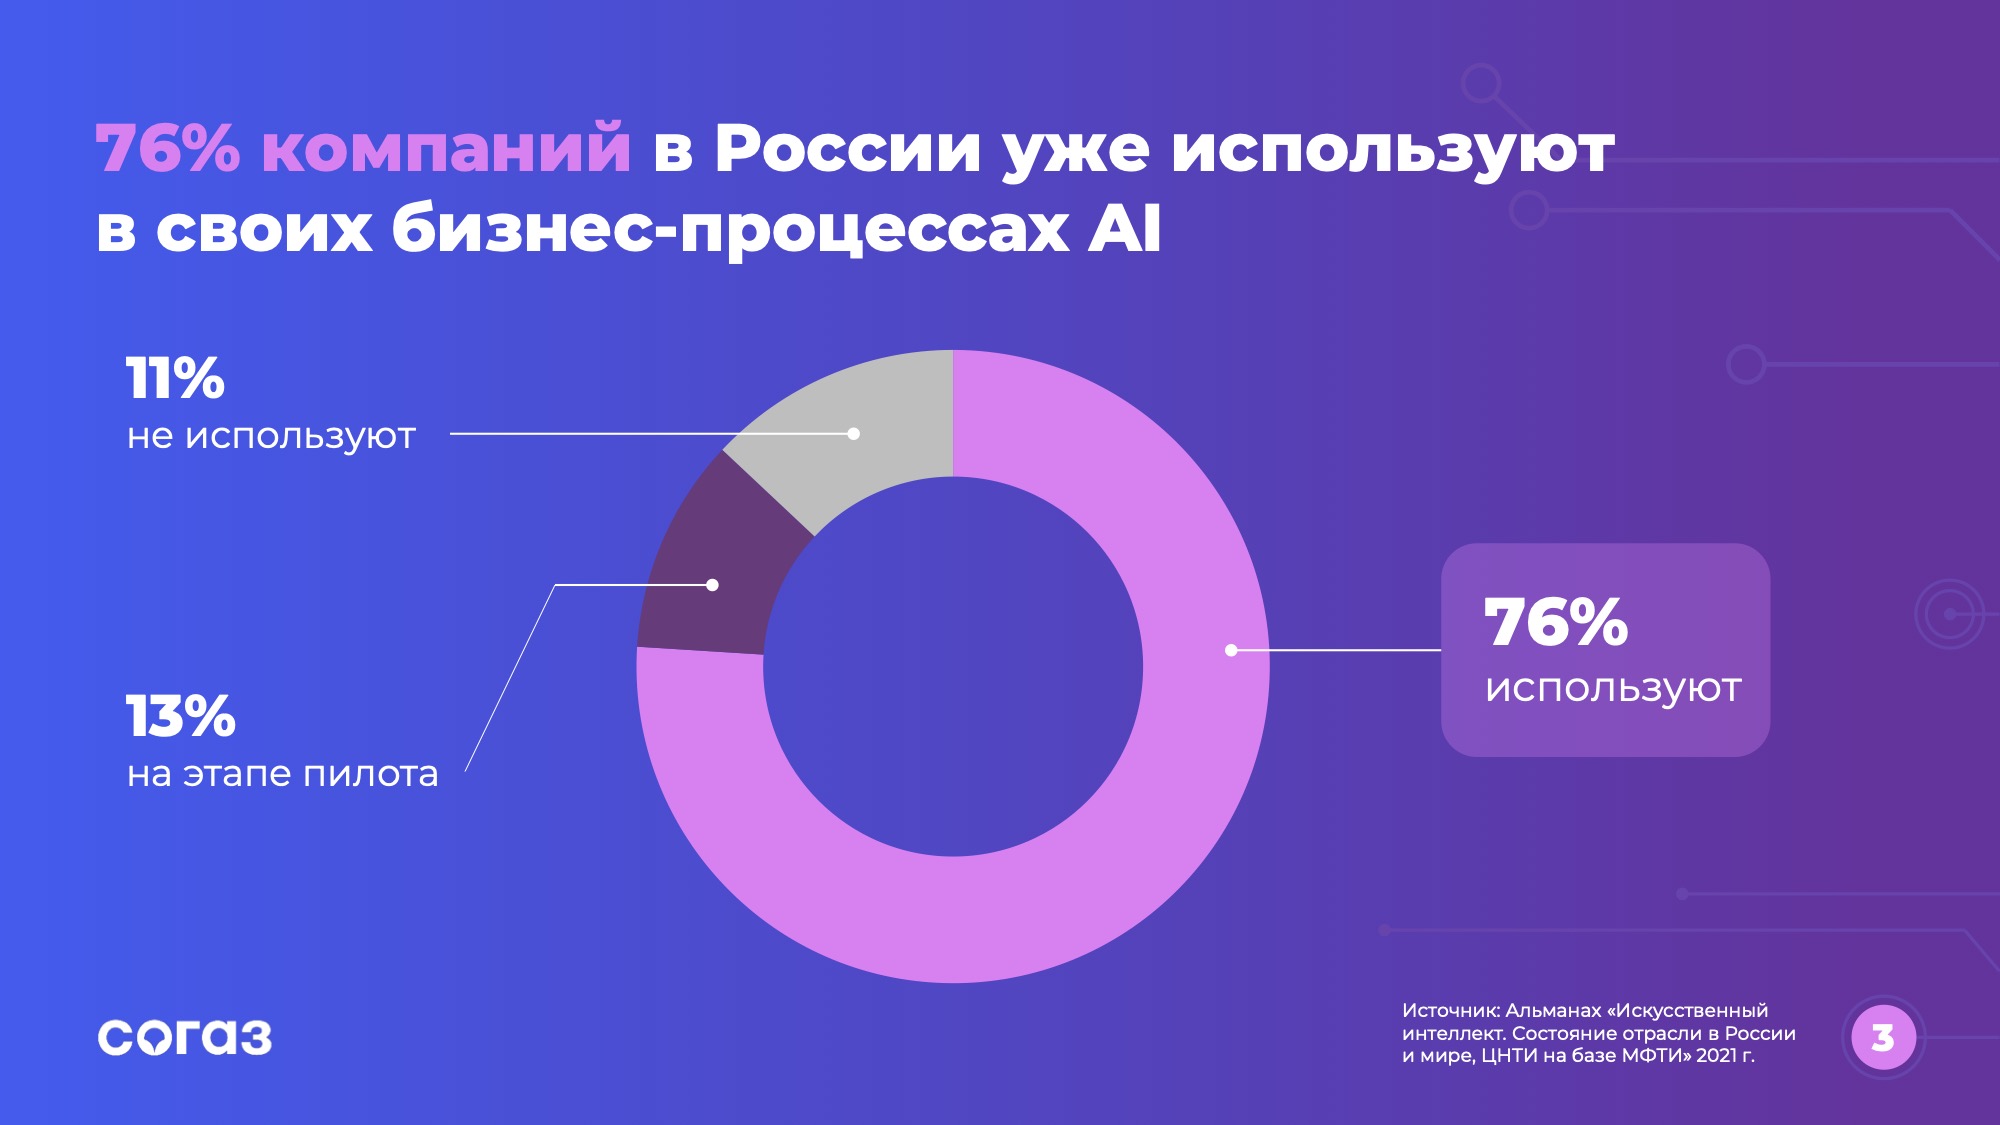 76% компаний в России уже используют
в своих бизнес-процессах AI
11%
не используют
13%
на этапе пилота
76%
используют
согаз
Источник: Альманах «Искусственный
интеллект. Состояние отрасли в России
и мире, ЦНТИ на базе МФТИ» 2021 г.
3